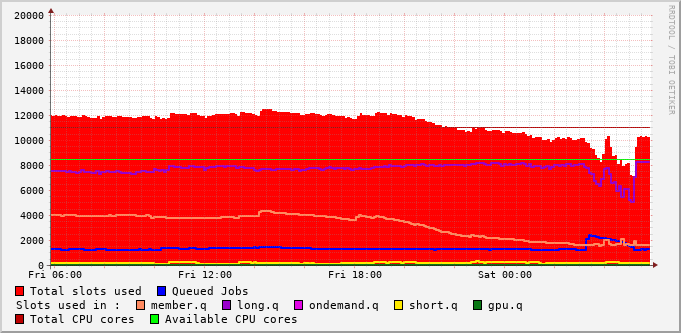 20000
18000
16000
14000
12000
10000
8000
6000
4000
2000
0
Fri 06:00 Fri 12:00 Fri 18:00 Sat 00:00
Total slots used Queued Jobs
Slots used in : member.q long.q ondemand.q short.q gpu.q
Total CPU cores Available CPU cores
RRDTOOL / TOBI OETIKER